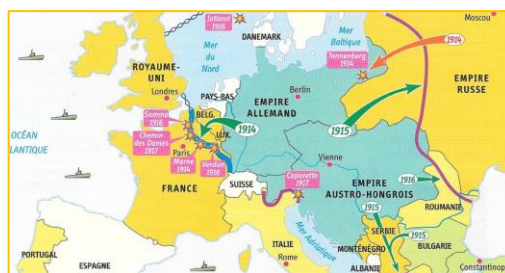 Jutland
1916
Moscou
DANEMARK
Mer
Baltique
Mer
du Nord
Tannenberg
1914
1914
ROYAUME-
UNI
EMPIRE
RUSSE
Londres
PAYS-BAS
Berlin
EMPIRE
ALLEMAND
BELG.
Somme
1916
1914
1915
LUX.
Chemin
des Dames
1917
Paris
OCÉAN
LANTIQUE
Marne
1914
Verdun
1916
Vienne
FRANCE
SUISSE
Caporetto
1917
EMPIRE
AUSTRO-HONGROIS
1916
ROUMANIE
1915
1915
SERBIE
ITALIE
Mer Adriatique
MONTÉNÉGRO
BULGARIE
PORTUGAL
ESPAGNE
Rome
ALBANIE
Constantinop